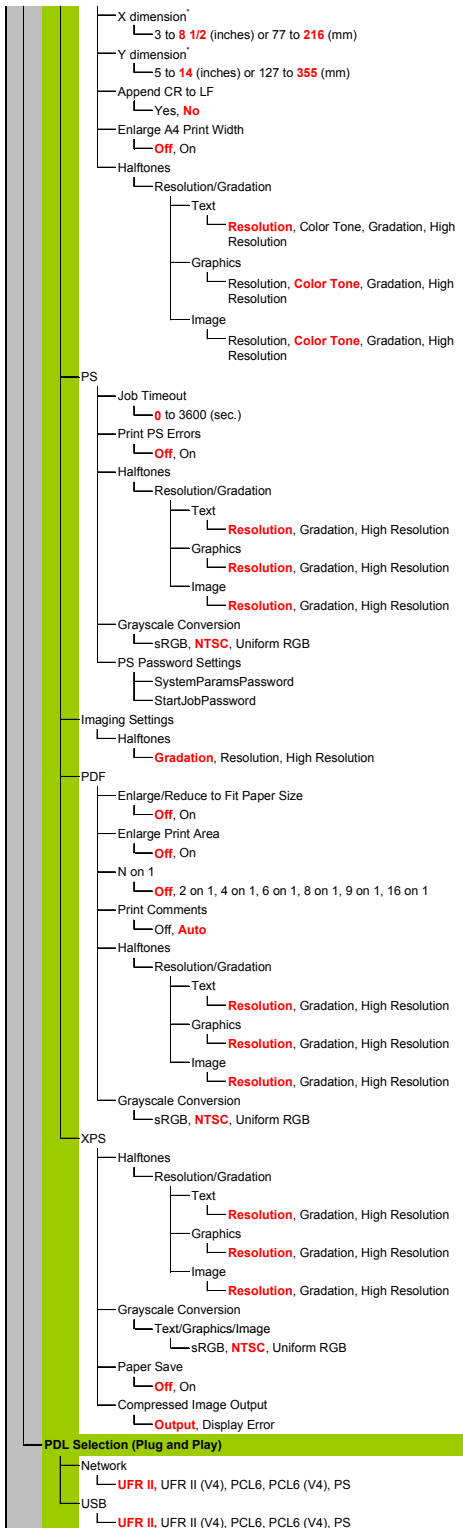 X dimension*
3 to 8 1/2 (inches) or 77 to 216 (mm)
Y dimension*
5 to 14 (inches) or 127 to 355 (mm)
Append CR to LF
Yes, No
Enlarge A4 Print Width
Off, On
Halftones
Resolution/Gradation
Text
Resolution, Color Tone, Gradation, High
Resolution
Graphics
Resolution, Color Tone, Gradation, High
Resolution
Image
Resolution, Color Tone, Gradation, High
Resolution
PS
Job Timeout
0 to 3600 (sec.)
Print PS Errors
Off, On
Halftones
Resolution/Gradation
Text
Resolution, Gradation, High Resolution
Graphics
Resolution, Gradation, High Resolution
Image
Resolution, Gradation, High Resolution
Grayscale Conversion
sRGB, NTSC, Uniform RGB
PS Password Settings
SystemParamsPassword
StartJobPassword
Imaging Settings
Halftones
Gradation, Resolution, High Resolution
PDF
Enlarge/Reduce to Fit Paper Size
Off, On
Enlarge Print Area
Off, On
N on 1
Off, 2 on 1, 4 on 1, 6 on 1, 8 on 1, 9 on 1, 16 on 1
Print Comments
Off, Auto
Halftones
Resolution/Gradation
Text
Resolution, Gradation, High Resolution
Graphics
Resolution, Gradation, High Resolution
Image
Resolution, Gradation, High Resolution
Grayscale Conversion
sRGB, NTSC, Uniform RGB
XPS
Halftones
Resolution/Gradation
Text
Resolution, Gradation, High Resolution
Graphics
Resolution, Gradation, High Resolution
Image
Resolution, Gradation, High Resolution
Grayscale Conversion
Text/Graphics/Image
sRGB, NTSC, Uniform RGB
Paper Save
Off, On
Compressed Image Output
Output, Display Error
PDL Selection (Plug and Play)
Network
UFR II, UFR II (V4), PCL6, PCL6 (V4), PS
USB
UFR II, UFR II (V4), PCL6, PCL6 (V4), PS